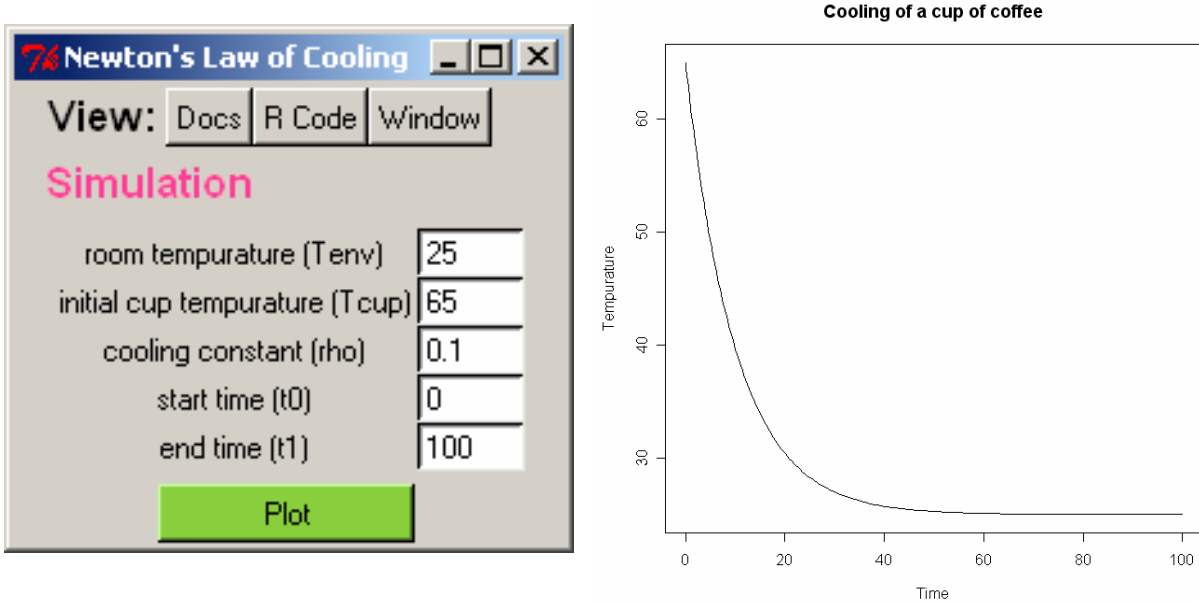 Newton's Law of Cooling
View: Docs R Code Window
Simulation
room tempurature (Tenv) 25
initial cup tempurature (Tcup) 65
cooling constant (rho) 0.1
start time (t0) 0
end time (t1) 100
Plot
Cooling of a cup of coffee
Tempurature
60
50
40
30
0 20 40 60 80 100
Time